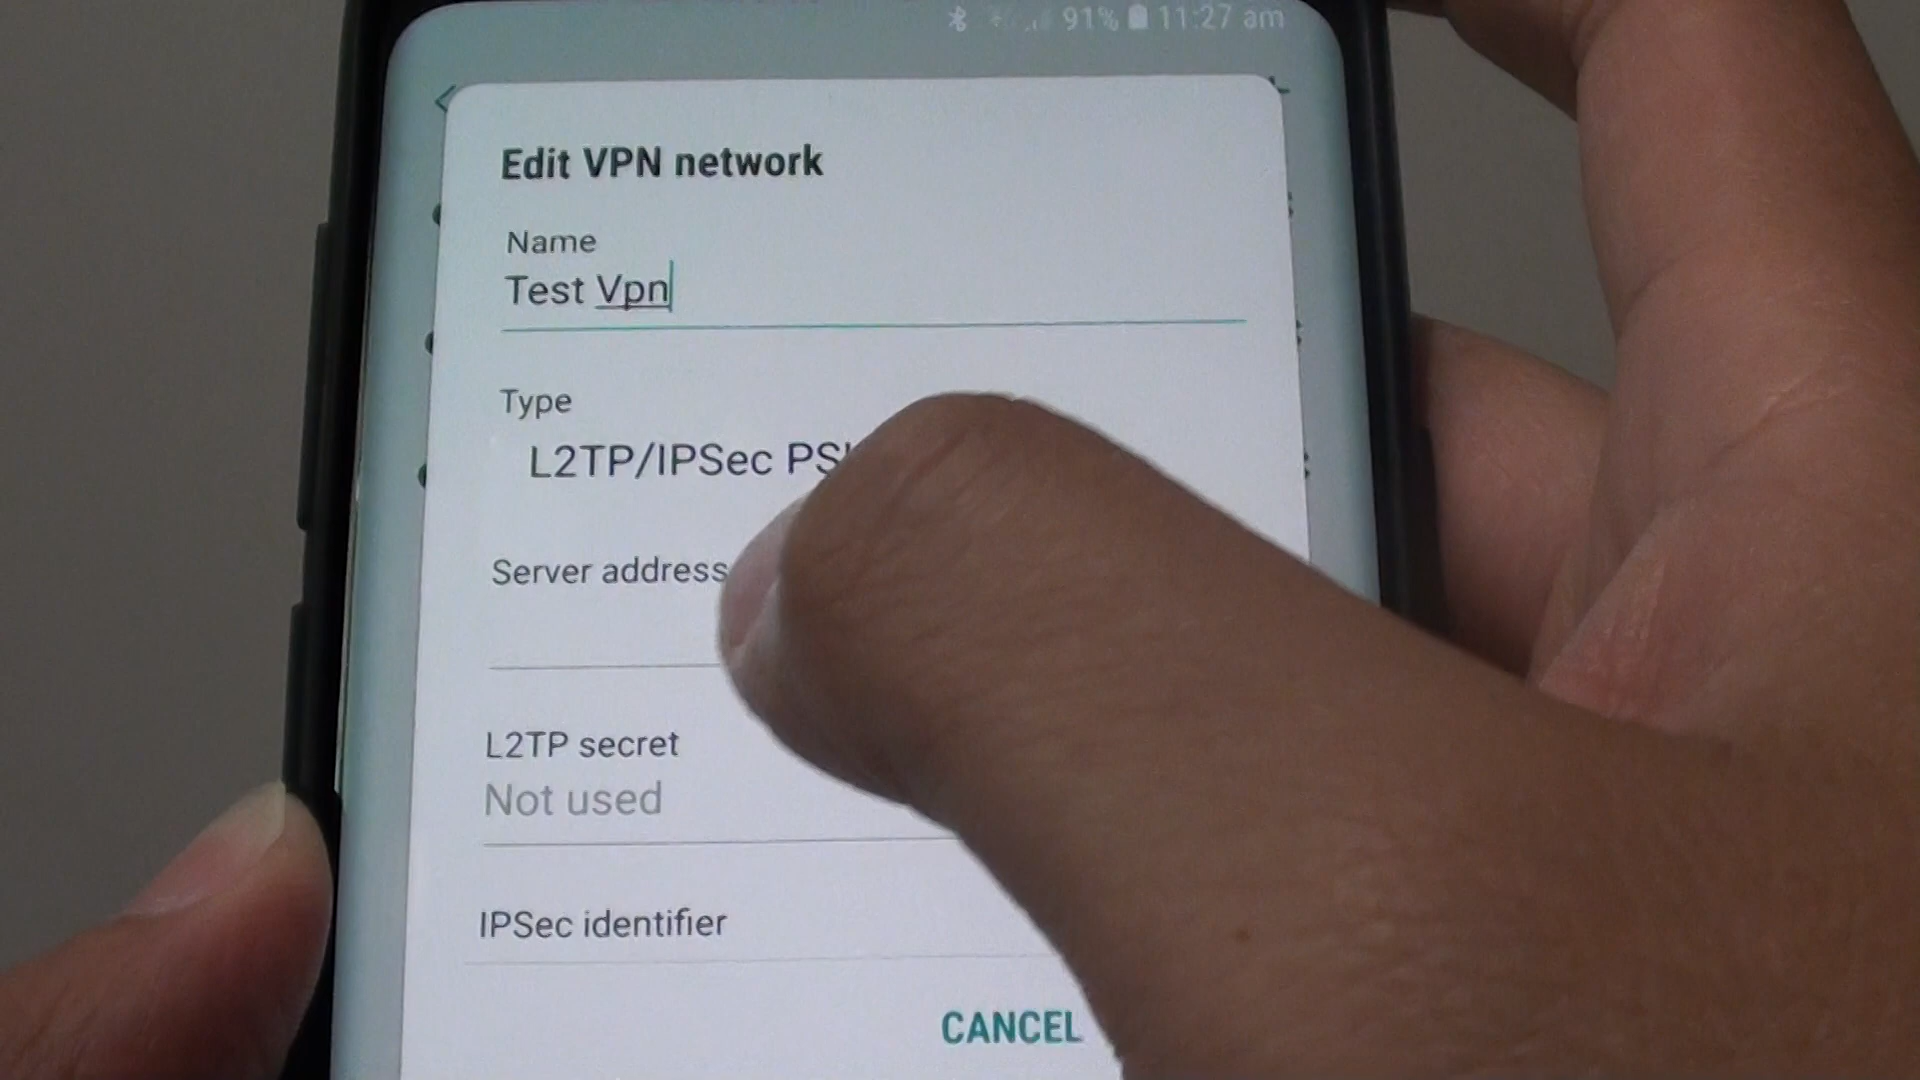 91% 11:27 am
Edit VPN network
Name
Test Vpn
Type
L2TP/IPSec
Server address
L2TP secret
Not used
IPSec identifier
CANCEL